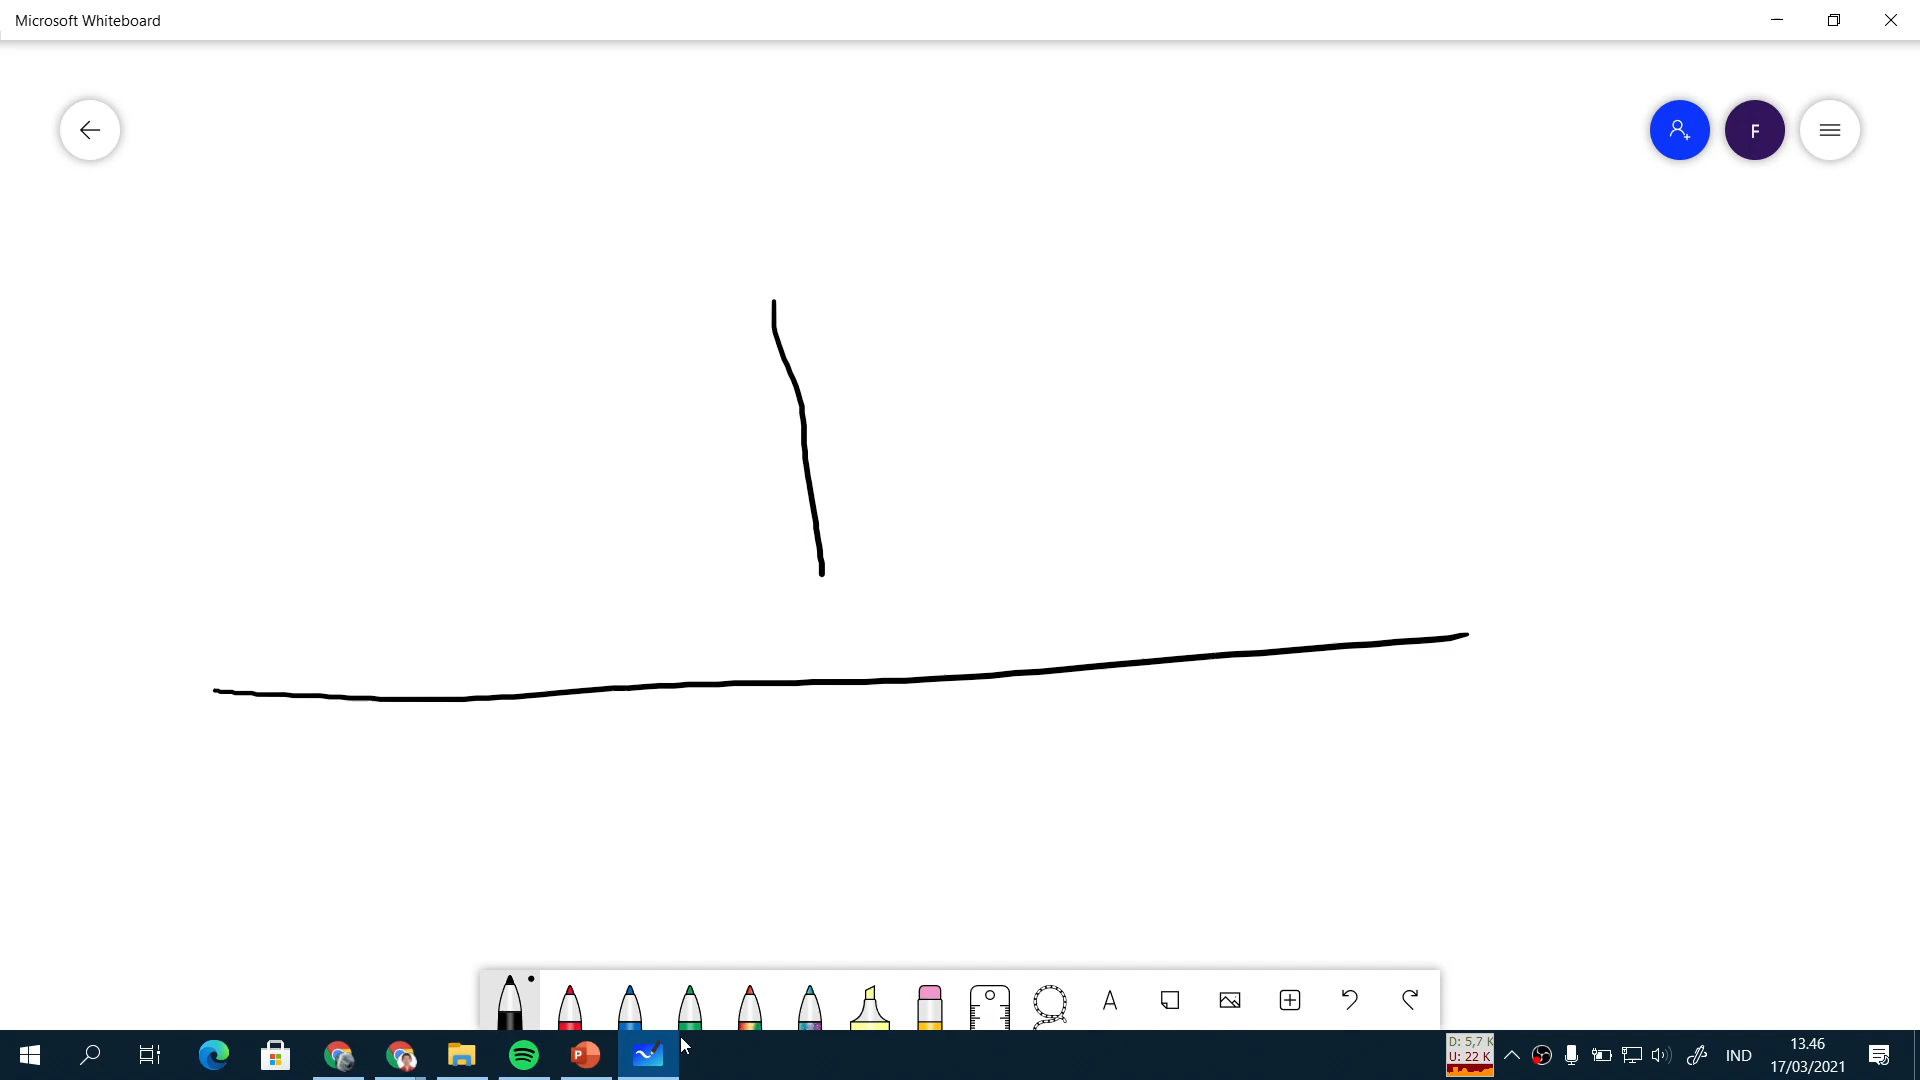 Microsoft Whiteboard
F
A
D: 5,7 K
U: 22 K
P
IND
13.46
17/03/2021